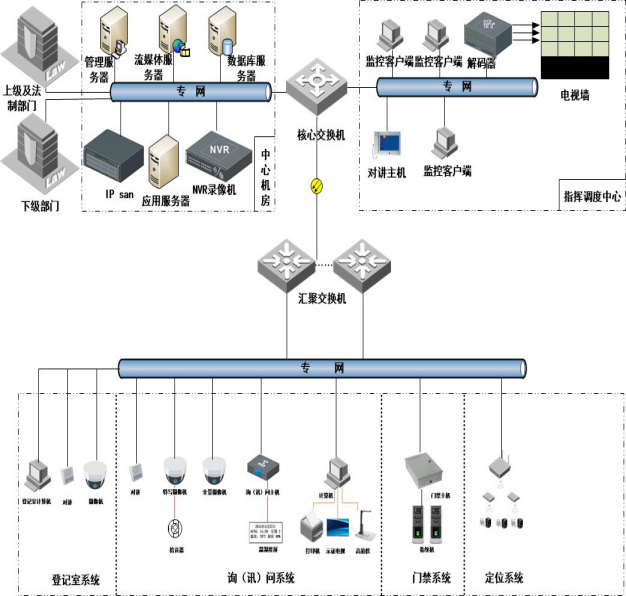 管理服
务器
流媒体服
务器
数据库服
务器
Law
上级及法
制部门
专 网
Law
下级部门
IP san
应用服务器
NVR
NVR录像机
中心机房
核心交换机
监控客户端
监控客户端
解码器
电视墙
专 网
对讲主机
监控客户端
指挥调度中心
汇聚交换机
专 网
登记室计算机
对讲
摄像机
登记室系统
对讲
特写摄像机
全景摄像机
询（讯）问主机
计算机
拾音器
温湿度屏
打印机
示证电视
高拍仪
询（讯）问系统
门禁主机
指纹机
门禁系统
定位系统